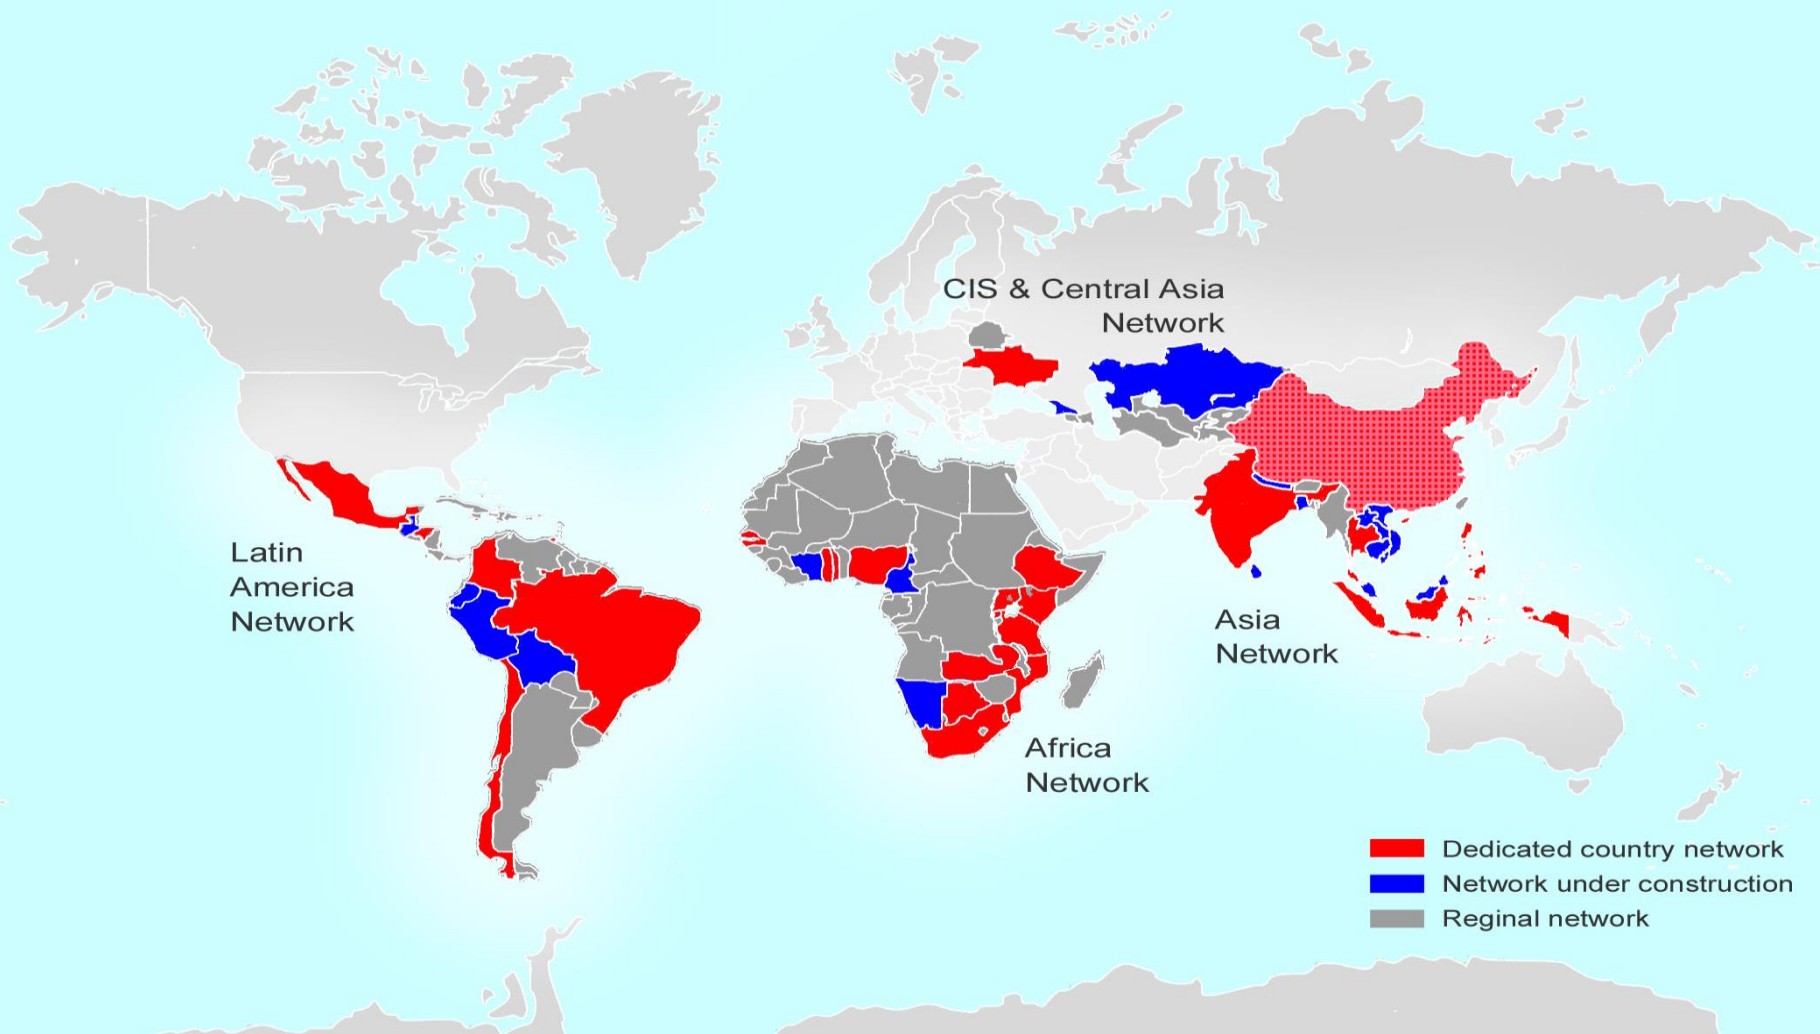 CIS & Central Asia
Network
Latin
America
Network
Asia
Network
Africa
Network
Dedicated country network
Network under construction
Reginal network